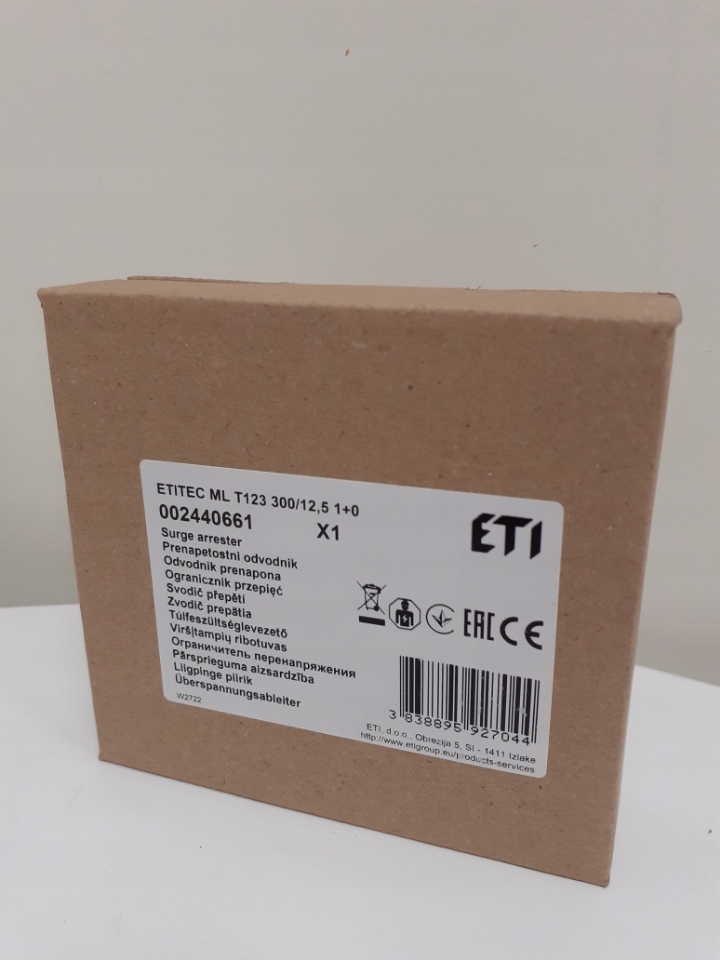 ETITEC ML T123 300/12,5 1+0
002440661 X1
ETI
Surge arrester
Prenapetostni odvodnik
Odvodnik prenapona
Ogranicznik przepięć
Svodič přepětí
Zvodič prepätia
Túlfeszültséglevezető
Viršįtampių ribotuvas
Ограничитель перенапряжения
Pārsprieguma aizsardzība
Liigpinge piirik
Überspannungsableiter
W2722
EAC CE
3 838895 927044
ETI, d.o.o., Obrezija 5, SI - 1411 Izlake
http://www.etigroup.eu/products-services